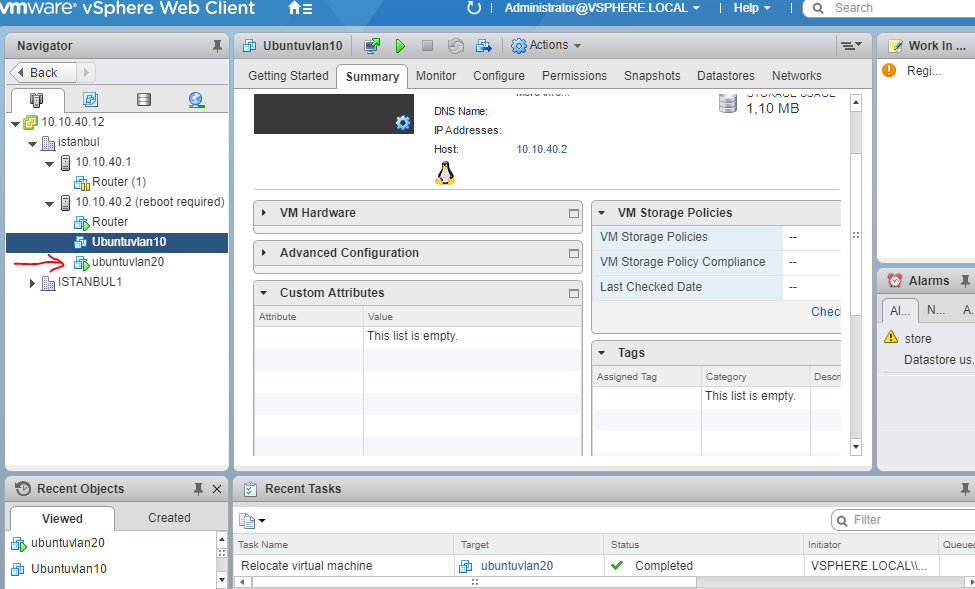 vmware® vSphere Web Client
Administrator@VSPHERE.LOCAL
Help
Search
Navigator
Back
10.10.40.12
istanbul
10.10.40.1
Router (1)
10.10.40.2 (reboot required)
Router
Ubuntuvlan10
ubuntuvlan20
ISTANBUL1
Ubuntuvlan10
Actions
Getting Started
Summary
Monitor
Configure
Permissions
Snapshots
Datastores
Networks
More info...
DNS Name:
IP Addresses:
Host:
10.10.40.2
STORAGE USAGE
1,10 MB
VM Hardware
Advanced Configuration
Custom Attributes
Attribute
Value
This list is empty.
VM Storage Policies
VM Storage Policies
--
VM Storage Policy Compliance
--
Last Checked Date
--
Chec
Tags
Assigned Tag
Category
Descri
This list is empty.
Work In ...
Regi...
Alarms
Al...
N...
A.
store
Datastore us.
Recent Objects
Viewed
Created
ubuntuvlan20
Ubuntuvlan10
Recent Tasks
Filter
Task Name
Target
Status
Initiator
Queued
Relocate virtual machine
ubuntuvlan20
Completed
VSPHERE.LOCAL\\...